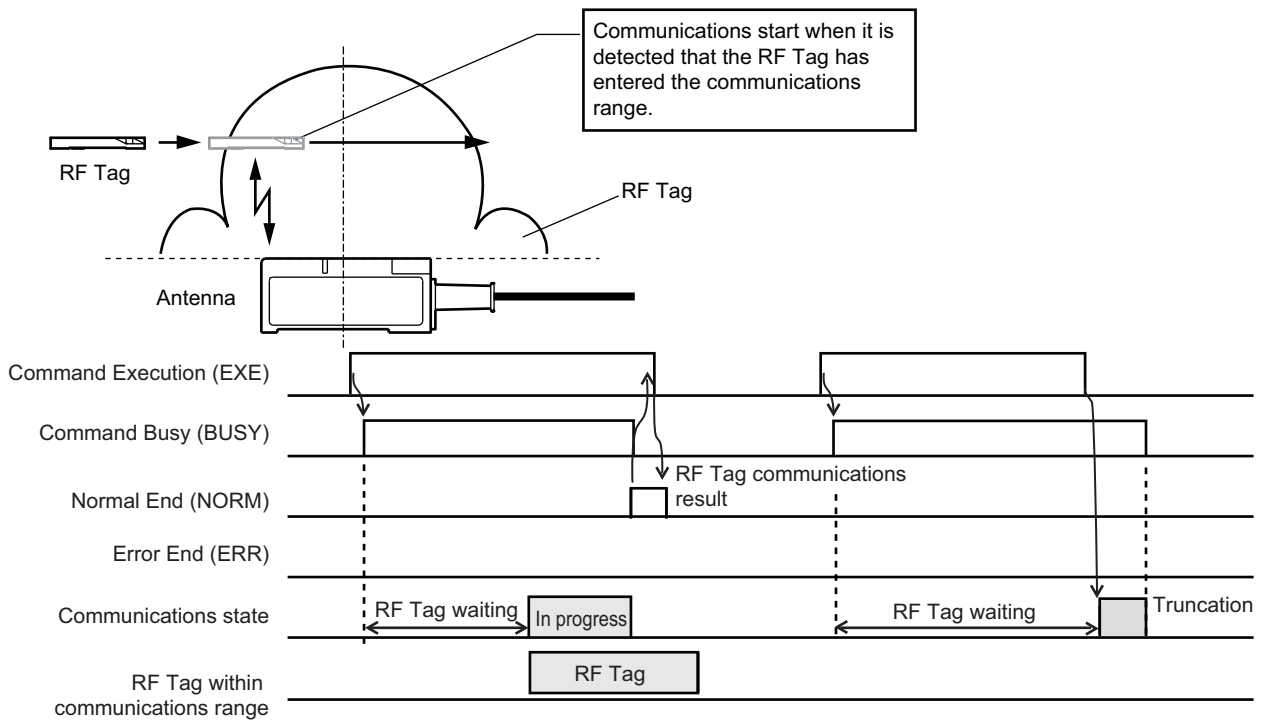 Communications start when it is
detected that the RF Tag has
entered the communications
range.
RF Tag
RF Tag
Antenna
Command Execution (EXE)
Command Busy (BUSY)
RF Tag communications
result
Normal End (NORM)
Error End (ERR)
Communications state
RF Tag waiting
In progress
RF Tag waiting
Truncation
RF Tag within
communications range
RF Tag